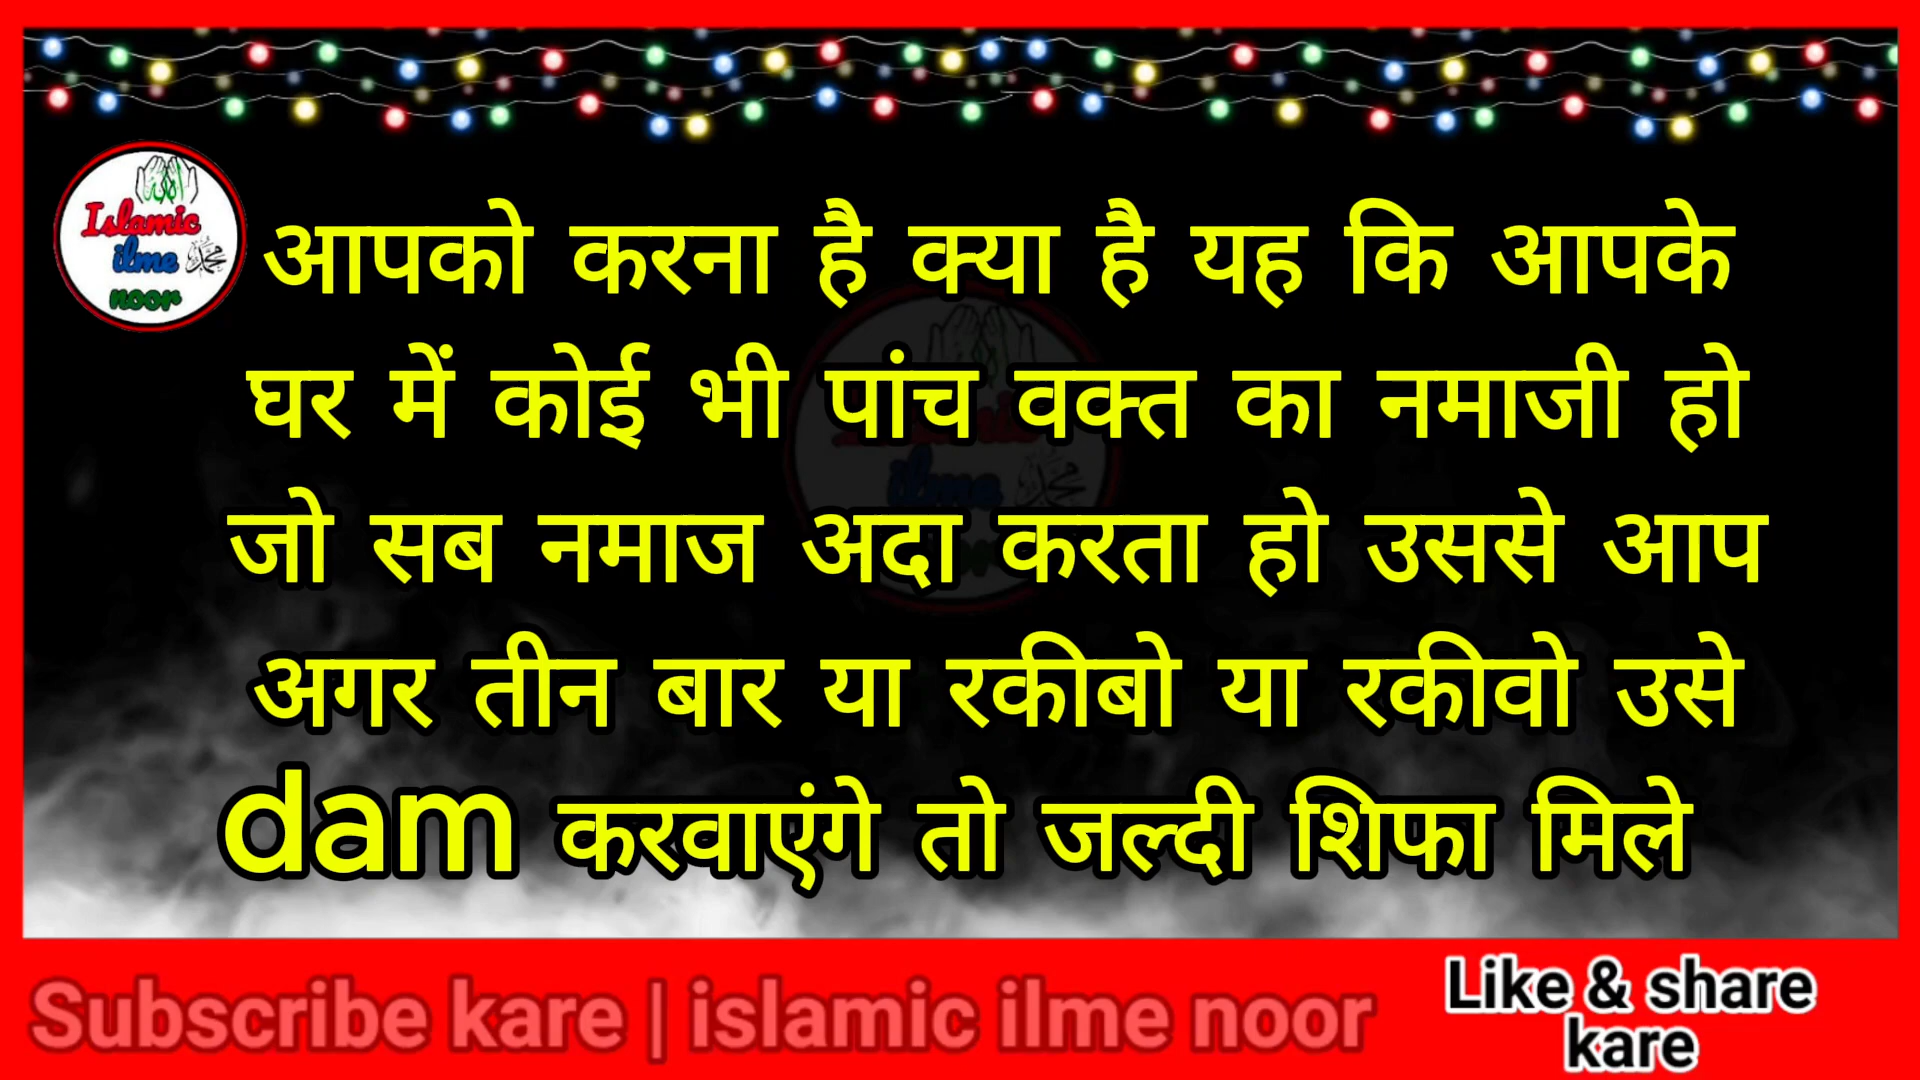 Islamic
ilme
noor
आपको करना है क्या है यह कि आपके
घर में कोई भी पांच वक्त का नमाजी हो
जो सब नमाज अदा करता हो उससे आप
अगर तीन बार या रकीबो या रकीवो उसे
dam करवाएंगे तो जल्दी शिफा मिले
Subscribe kare | islamic ilme noor
Like & share
kare